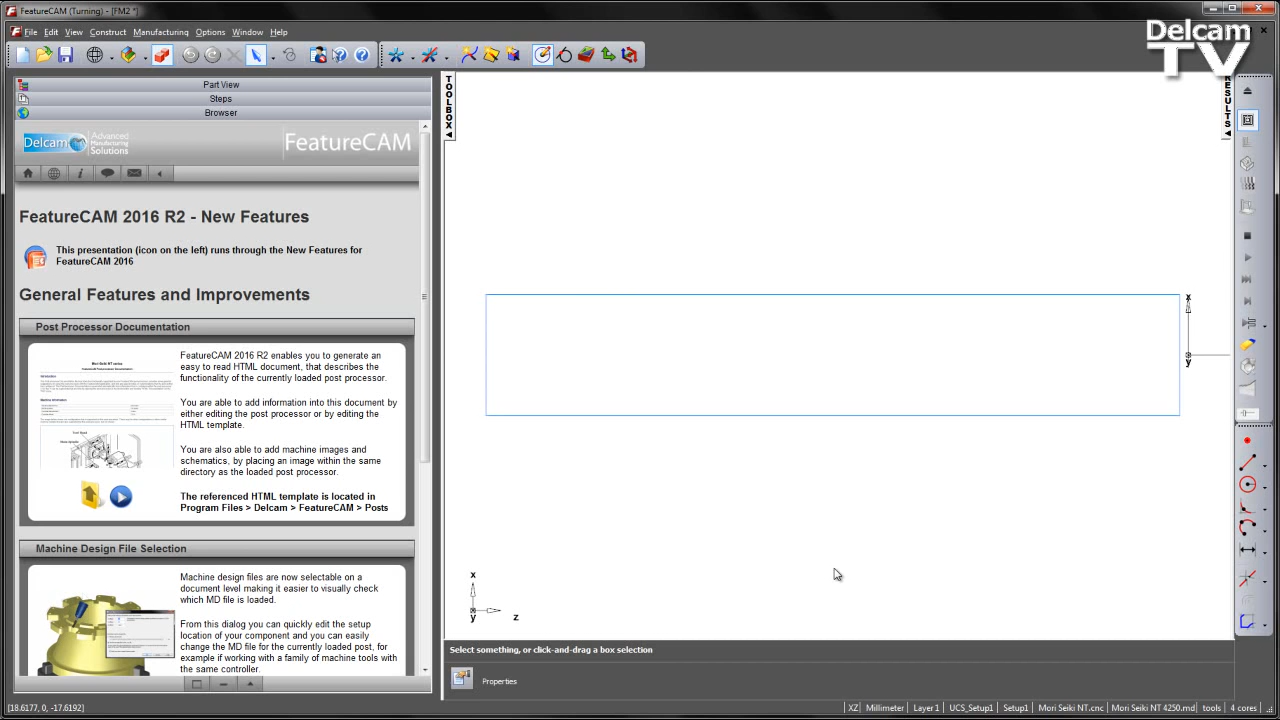 FeatureCAM (Turning) - [FM2 *]
File Edit View Construct Manufacturing Options Window Help
Delcam
TV
Part View
Steps
Browser
TOOLBOX
RESULTS
Delcam Advanced Manufacturing Solutions
FeatureCAM
FeatureCAM 2016 R2 - New Features
This presentation (icon on the left) runs through the New Features for
FeatureCAM 2016
General Features and Improvements
Post Processor Documentation
FeatureCAM 2016 R2 enables you to generate an
easy to read HTML document, that describes the
functionality of the currently loaded post processor.
You are able to add information into this document by
either editing the post processor or by editing the
HTML template.
You are also able to add machine images and
schematics, by placing an image within the same
directory as the loaded post processor.
The referenced HTML template is located in
Program Files > Delcam > FeatureCAM > Posts
Machine Design File Selection
Machine design files are now selectable on a
document level making it easier to visually check
which MD file is loaded.
From this dialog you can quickly edit the setup
location of your component and you can easily
change the MD file for the currently loaded post, for
example if working with a family of machine tools with
the same controller.
x
y
x
y
z
Select something, or click-and-drag a box selection
Properties
[18.6177, 0, -17.6192]
XZ Millimeter Layer 1 UCS_Setup1 Setup1 Mori Seiki NT.cnc Mori Seiki NT 4250.md tools 4 cores